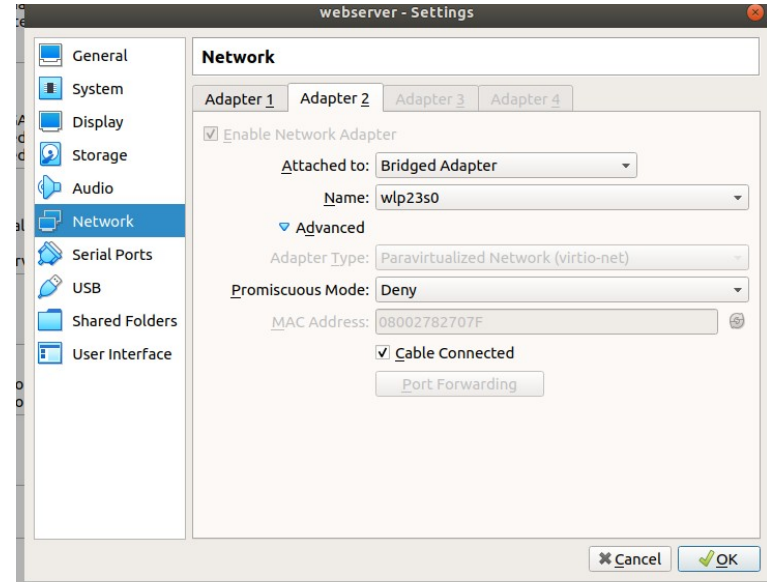 webserver - Settings
General
System
Display
Storage
Audio
Network
Serial Ports
USB
Shared Folders
User Interface
Network
Adapter 1 Adapter 2 Adapter 3 Adapter 4
Enable Network Adapter
Attached to: Bridged Adapter
Name: wlp23s0
Advanced
Adapter Type: Paravirtualized Network (virtio-net)
Promiscuous Mode: Deny
MAC Address: 08002782707F
Cable Connected
Port Forwarding
Cancel OK